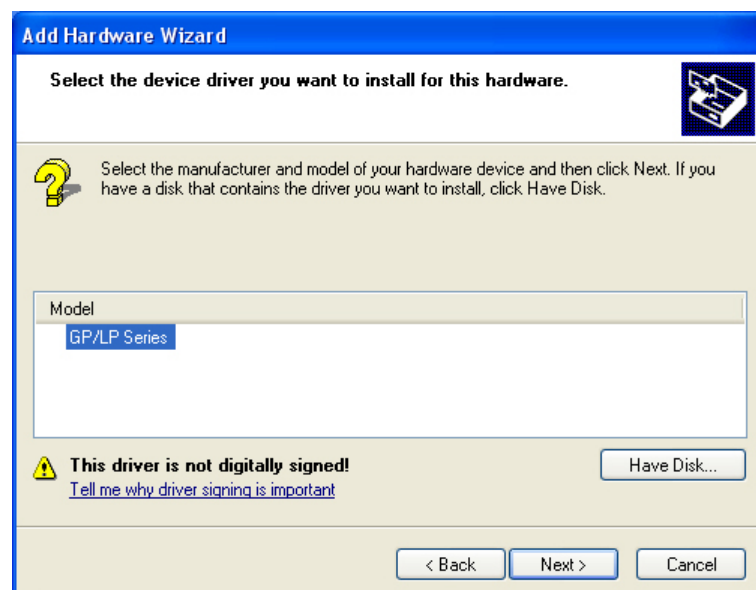 Add Hardware Wizard
Select the device driver you want to install for this hardware.
Select the manufacturer and model of your hardware device and then click Next. If you
have a disk that contains the driver you want to install, click Have Disk.
Model
GP/LP Series
This driver is not digitally signed!
Have Disk...
Tell me why driver signing is important
< Back
Next >
Cancel